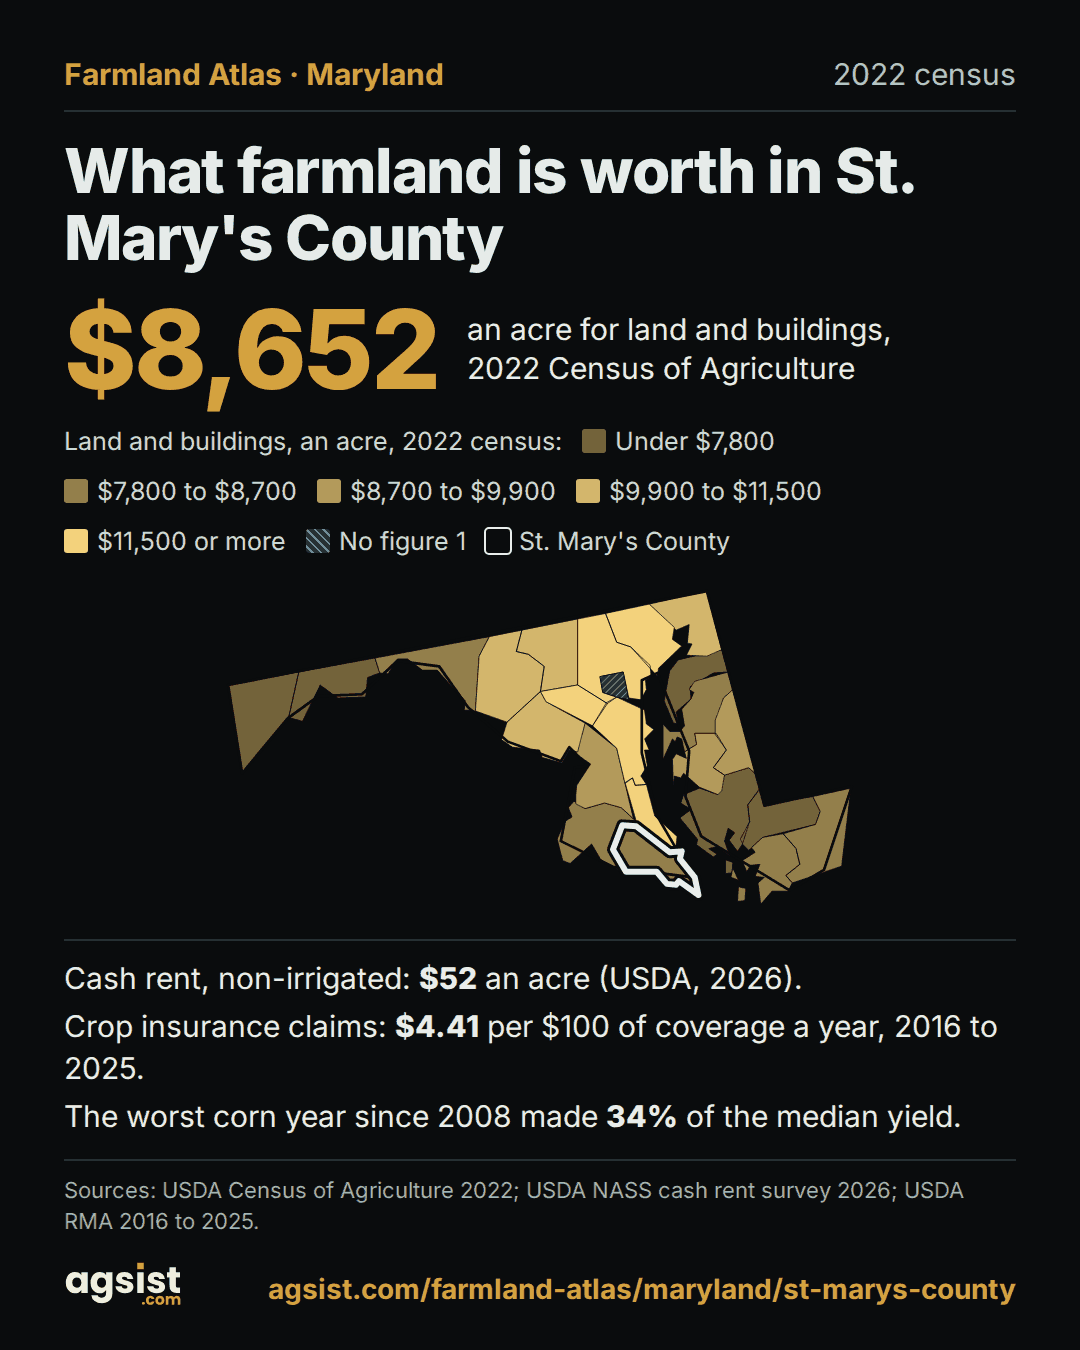 Farmland Atlas · Maryland
2022 census
What farmland is worth in St.
Mary's County
$8,652
an acre for land and buildings,
2022 Census of Agriculture
Land and buildings, an acre, 2022 census: Under $7,800
$7,800 to $8,700 $8,700 to $9,900 $9,900 to $11,500
$11,500 or more No figure 1 St. Mary's County
Cash rent, non-irrigated: $52 an acre (USDA, 2026).
Crop insurance claims: $4.41 per $100 of coverage a year, 2016 to
2025.
The worst corn year since 2008 made 34% of the median yield.
Sources: USDA Census of Agriculture 2022; USDA NASS cash rent survey 2026; USDA
RMA 2016 to 2025.
agsist
.com
agsist.com/farmland-atlas/maryland/st-marys-county